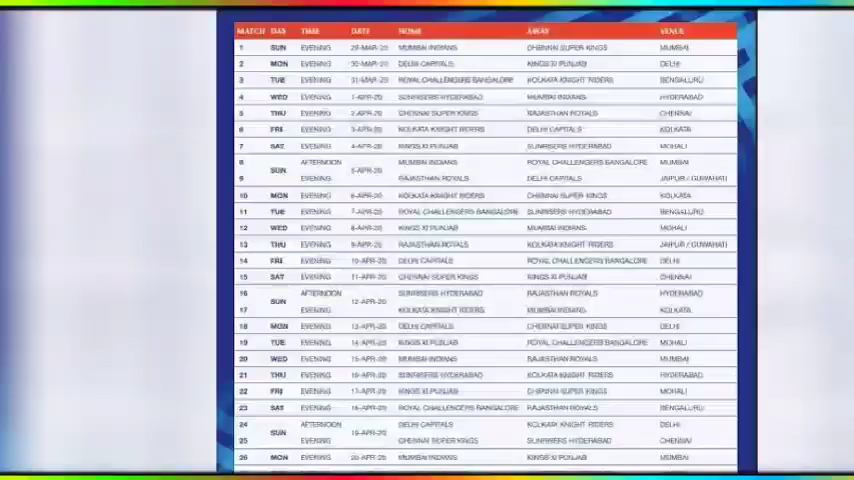 MATCH DAY TIME DATE HOME AWAY VENUE
1 SUN EVENING 29-MAR-20 MUMBAI INDIANS CHENNAI SUPER KINGS MUMBAI
2 MON EVENING 30-MAR-20 DELHI CAPITALS KINGS XI PUNJAB DELHI
3 TUE EVENING 31-MAR-20 ROYAL CHALLENGERS BANGALORE KOLKATA KNIGHT RIDERS BENGALURU
4 WED EVENING 1-APR-20 SUNRISERS HYDERABAD MUMBAI INDIANS HYDERABAD
5 THU EVENING 2-APR-20 CHENNAI SUPER KINGS RAJASTHAN ROYALS CHENNAI
6 FRI EVENING 3-APR-20 KOLKATA KNIGHT RIDERS DELHI CAPITALS KOLKATA
7 SAT EVENING 4-APR-20 KINGS XI PUNJAB SUNRISERS HYDERABAD MOHALI
8 SUN AFTERNOON 5-APR-20 MUMBAI INDIANS ROYAL CHALLENGERS BANGALORE MUMBAI
9 EVENING RAJASTHAN ROYALS DELHI CAPITALS JAIPUR / GUWAHATI
10 MON EVENING 6-APR-20 KOLKATA KNIGHT RIDERS CHENNAI SUPER KINGS KOLKATA
11 TUE EVENING 7-APR-20 ROYAL CHALLENGERS BANGALORE SUNRISERS HYDERABAD BENGALURU
12 WED EVENING 8-APR-20 KINGS XI PUNJAB MUMBAI INDIANS MOHALI
13 THU EVENING 9-APR-20 RAJASTHAN ROYALS KOLKATA KNIGHT RIDERS JAIPUR / GUWAHATI
14 FRI EVENING 10-APR-20 DELHI CAPITALS ROYAL CHALLENGERS BANGALORE DELHI
15 SAT EVENING 11-APR-20 CHENNAI SUPER KINGS KINGS XI PUNJAB CHENNAI
16 SUN AFTERNOON 12-APR-20 SUNRISERS HYDERABAD RAJASTHAN ROYALS HYDERABAD
17 EVENING KOLKATA KNIGHT RIDERS MUMBAI INDIANS KOLKATA
18 MON EVENING 13-APR-20 DELHI CAPITALS CHENNAI SUPER KINGS DELHI
19 TUE EVENING 14-APR-20 KINGS XI PUNJAB ROYAL CHALLENGERS BANGALORE MOHALI
20 WED EVENING 15-APR-20 MUMBAI INDIANS RAJASTHAN ROYALS MUMBAI
21 THU EVENING 16-APR-20 SUNRISERS HYDERABAD KOLKATA KNIGHT RIDERS HYDERABAD
22 FRI EVENING 17-APR-20 KINGS XI PUNJAB CHENNAI SUPER KINGS MOHALI
23 SAT EVENING 18-APR-20 ROYAL CHALLENGERS BANGALORE RAJASTHAN ROYALS BENGALURU
24 SUN AFTERNOON 19-APR-20 DELHI CAPITALS KOLKATA KNIGHT RIDERS DELHI
25 EVENING CHENNAI SUPER KINGS SUNRISERS HYDERABAD CHENNAI
26 MON EVENING 20-APR-20 MUMBAI INDIANS KINGS XI PUNJAB MUMBAI